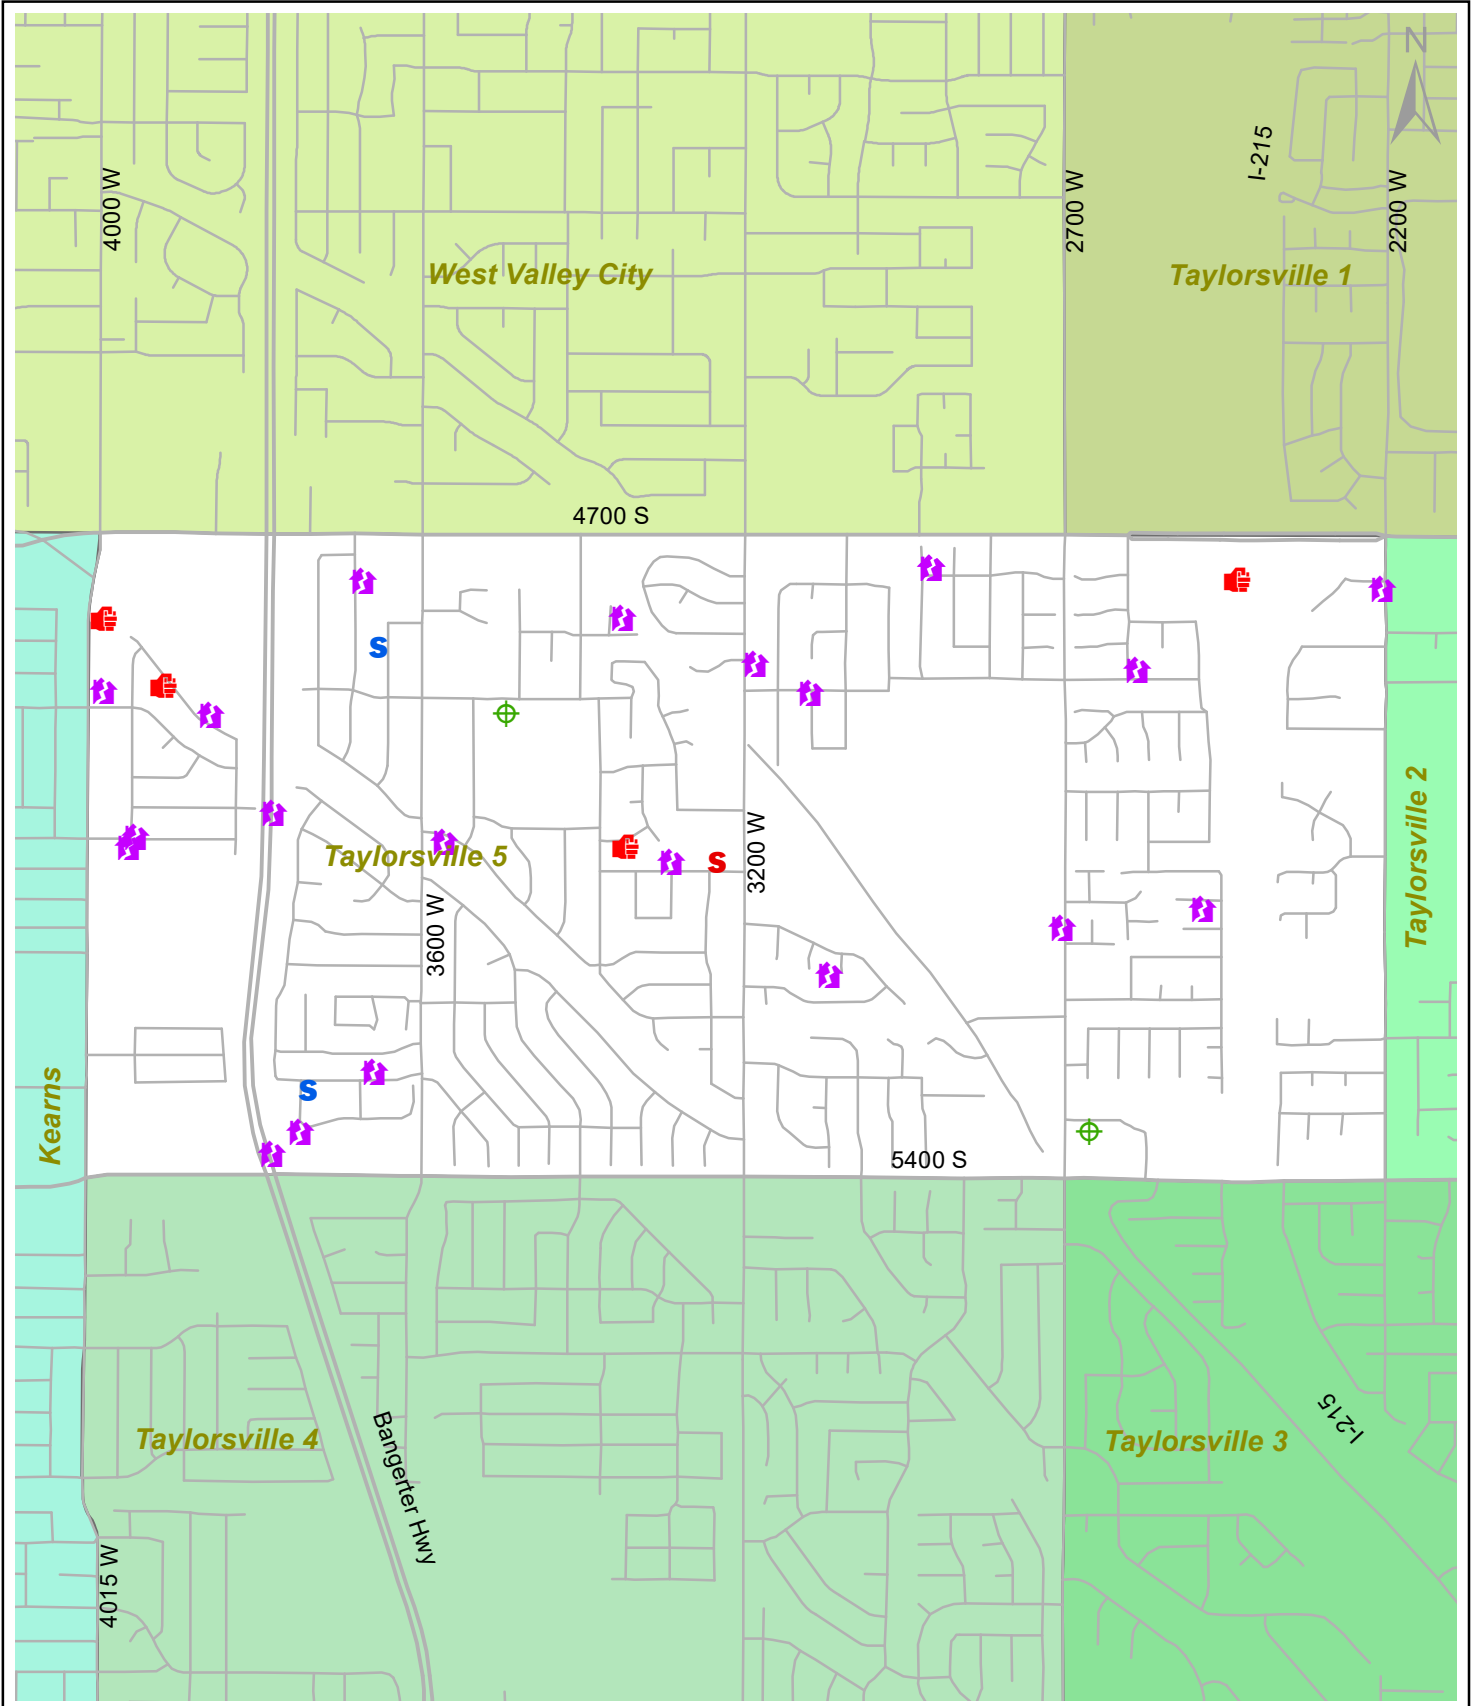 N
I-215
4000 W
2700 W
2200 W
West Valley City
Taylorsville 1
4700 S
S
Taylorsville 2
3200 W
Taylorsville 5
S
3600 W
Kearns
S
5400 S
Taylorsville 4
Bangerter Hwy
Taylorsville 3
I-215
4015 W